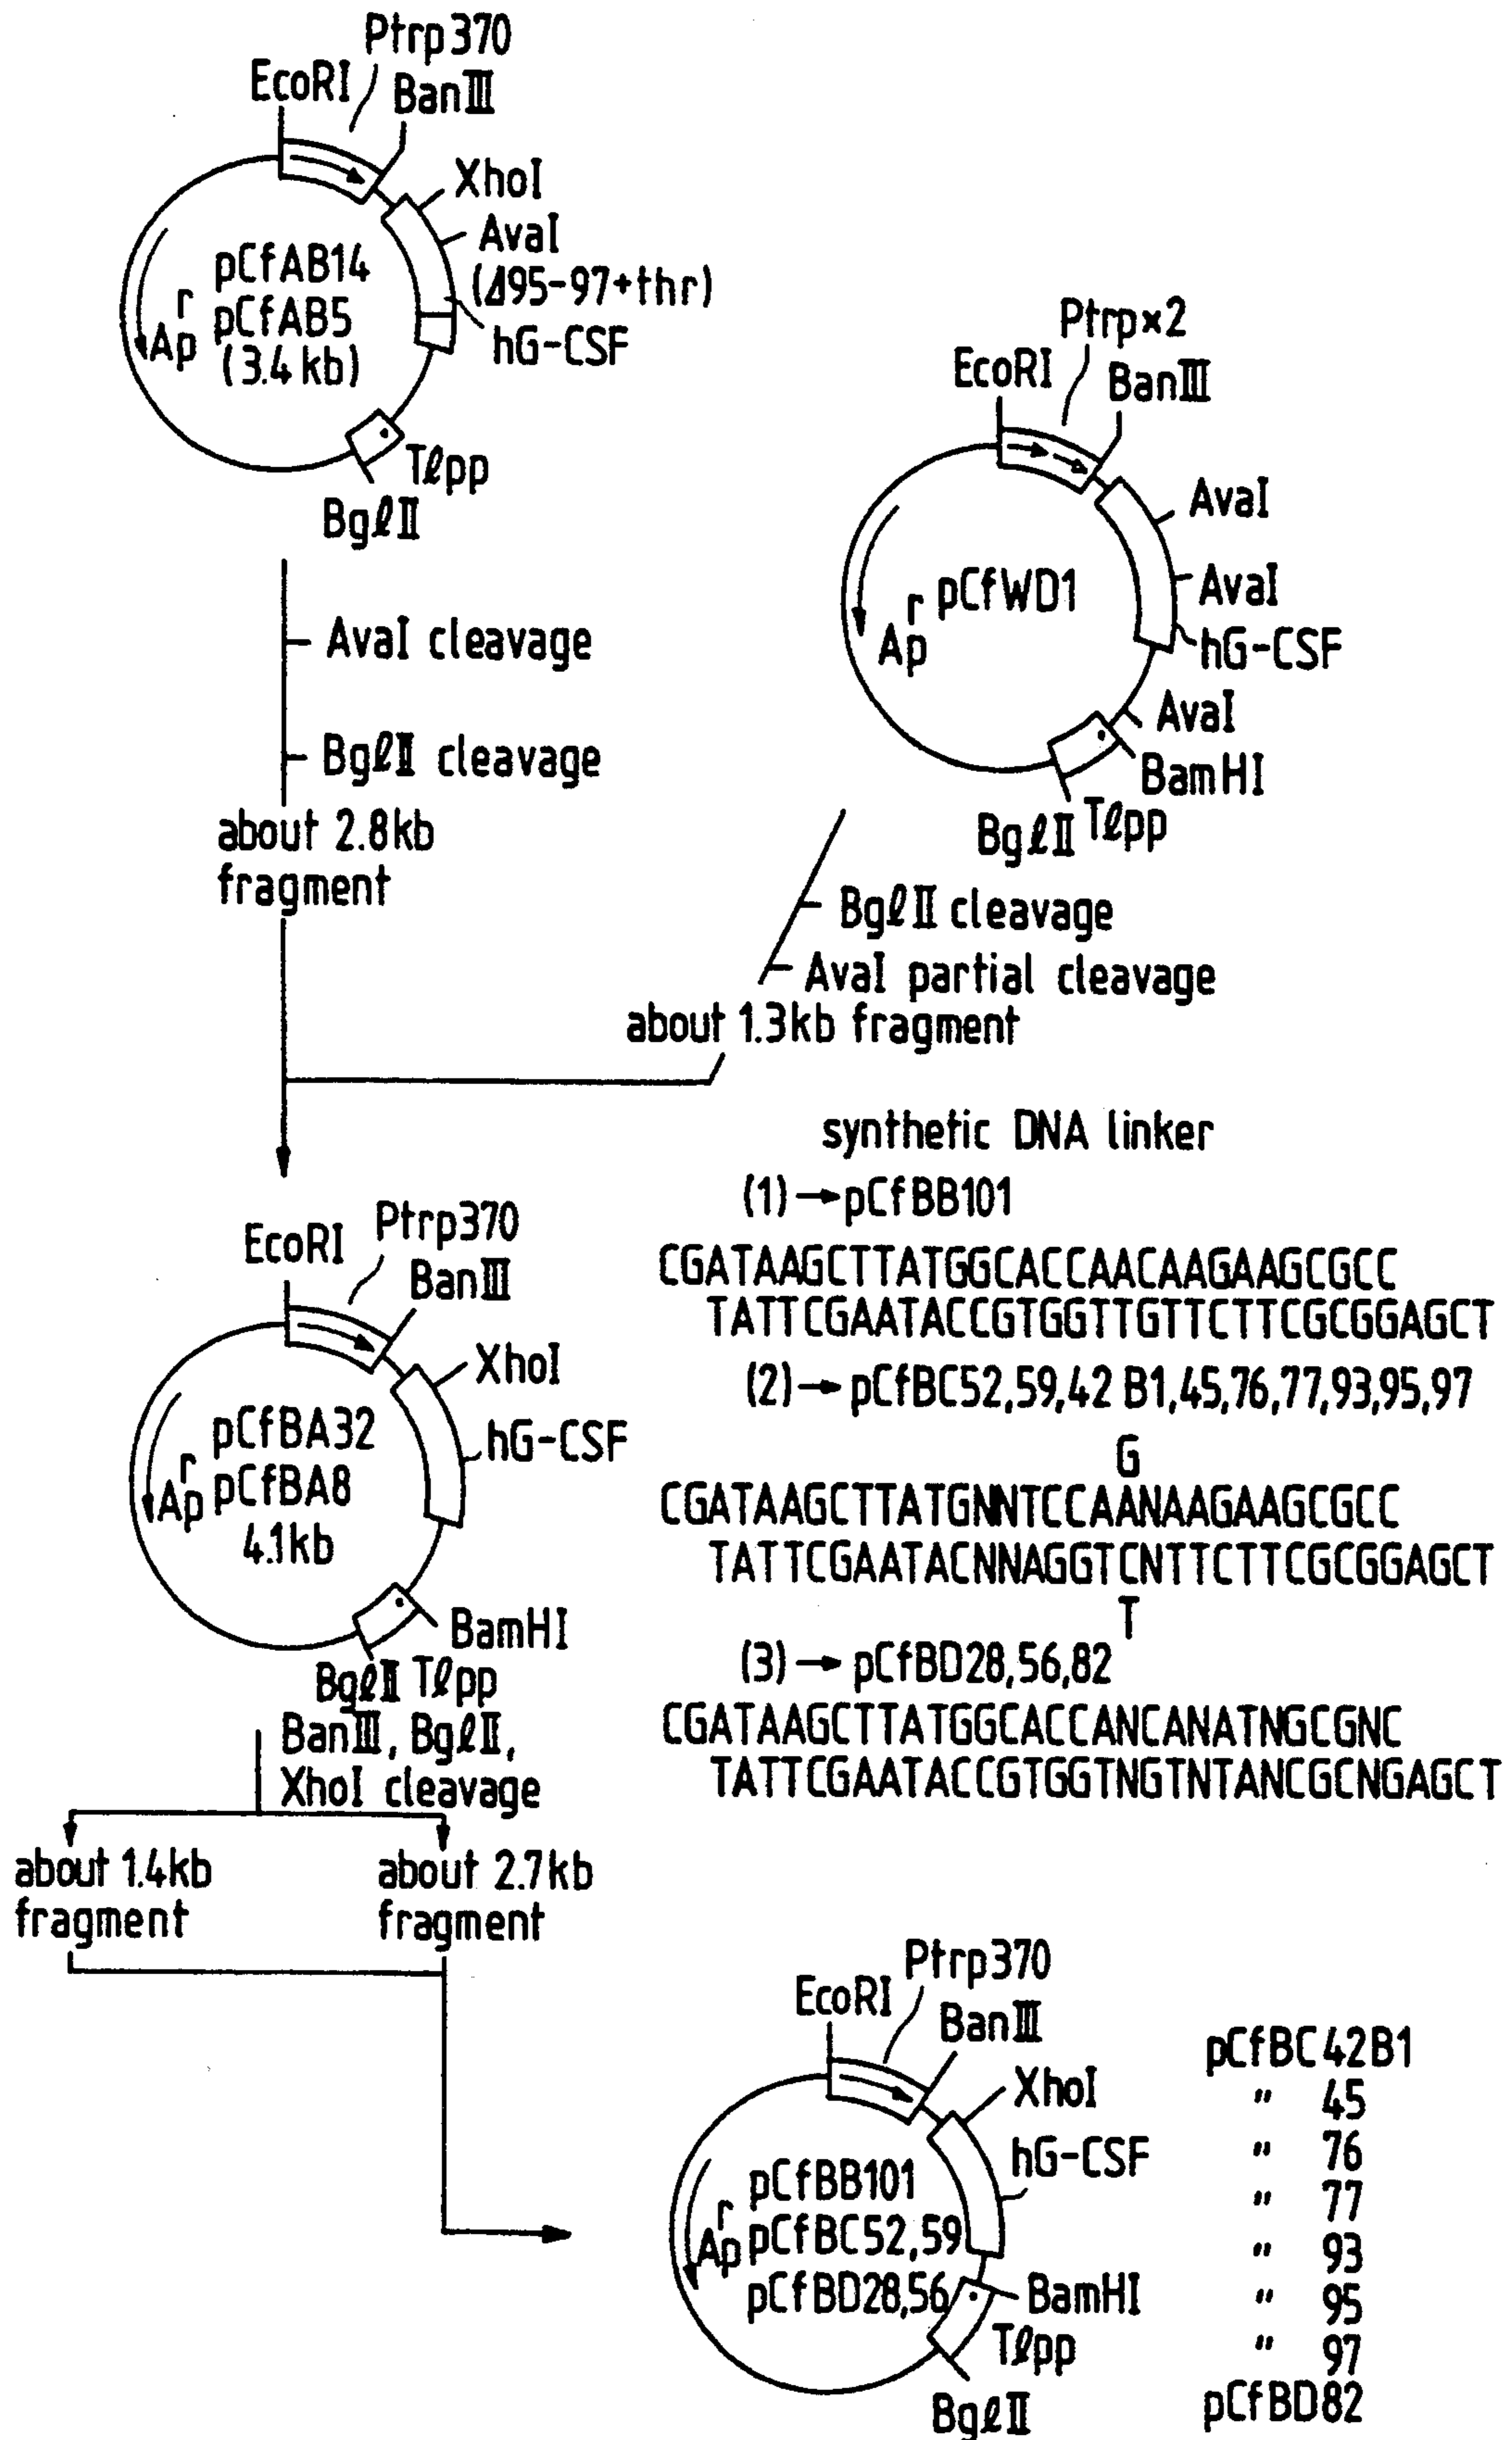 Ptrp370
EcoRI
BanⅢ
XhoI
AvaI
(Δ95-97+thr)
hG-CSF
pCfAB14
pCfAB5
(3.4kb)
Apr
Tℓpp
BgℓⅡ
AvaI cleavage
BgℓⅡ cleavage
about 2.8kb
fragment
Ptrp×2
EcoRI
BanⅢ
AvaI
AvaI
hG-CSF
pCfWD1
Apr
AvaI
BamHI
Tℓpp
BgℓⅡ
BgℓⅡ cleavage
AvaI partial cleavage
about 1.3kb fragment
synthetic DNA linker
(1)→pCfBB101
CGATAAGCTTATGGCACCAACAAGAAGCGCC
TATTCGAATACCGTGGTTGTTCTTCGCGGAGCT
(2)→pCfBC52,59,42 B1,45,76,77,93,95,97
G
CGATAAGCTTATGNNTCCAANAAGAAGCGCC
TATTCGAATACNNAGGTCNTTCTTCGCGGAGCT
T
(3)→pCfBD28,56,82
CGATAAGCTTATGGCACCANCANATNGCGNC
TATTCGAATACCGTGGTNGTNTANCGCNGAGCT
Ptrp370
EcoRI
BanⅢ
XhoI
hG-CSF
pCfBA32
pCfBA8
4.1kb
Apr
BamHI
BgℓⅡ Tℓpp
BanⅢ, BgℓⅡ,
XhoI cleavage
about 1.4kb
fragment
about 2.7kb
fragment
Ptrp370
EcoRI
BanⅢ
XhoI
hG-CSF
pCfBB101
pCfBC52,59
pCfBD28,56
Apr
BamHI
Tℓpp
BgℓⅡ
pCfBC42B1
〃 45
〃 76
〃 77
〃 93
〃 95
〃 97
pCfBD82